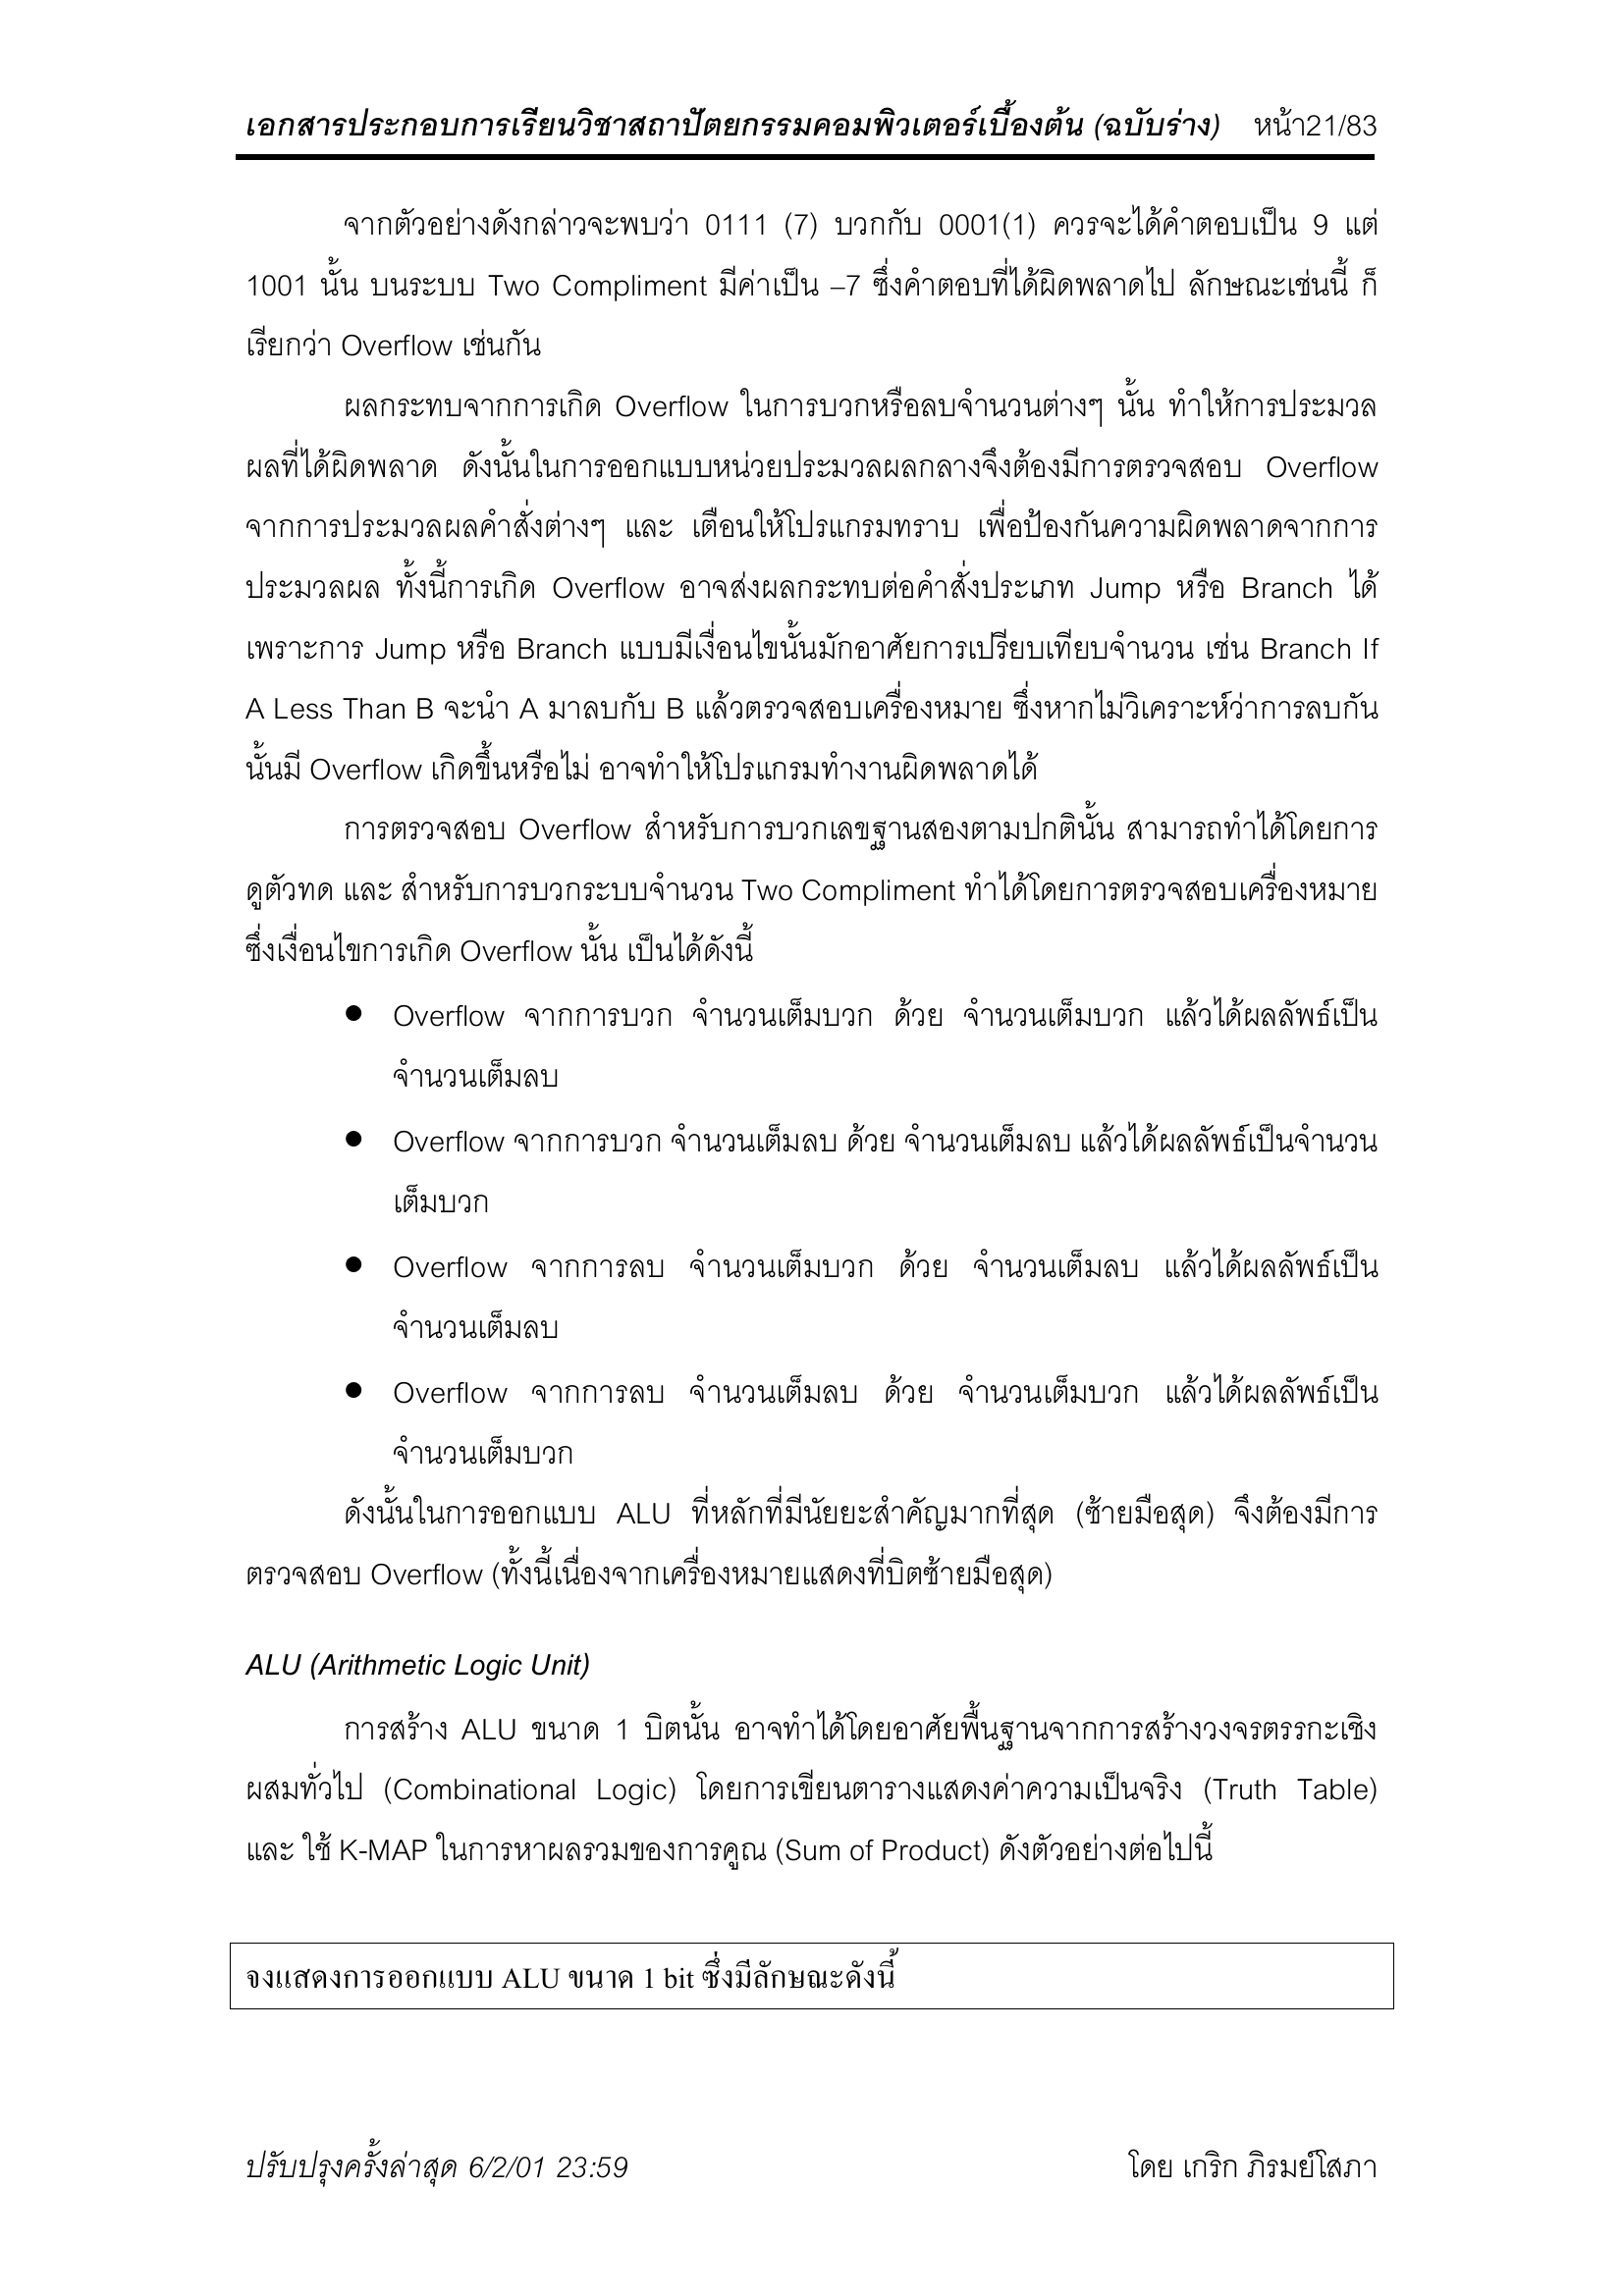 เอกสารประกอบการเรียนวิชาสถาปัตยกรรมคอมพิวเตอร์เบื้องต้น (ฉบับร่าง) หน้า21/83
จากตัวอย่างดังกล่าวจะพบว่า 0111 (7) บวกกับ 0001(1) ควรจะได้คำตอบเป็น 9 แต่
1001 นั้น บนระบบ Two Compliment มีค่าเป็น –7 ซึ่งคำตอบที่ได้ผิดพลาดไป ลักษณะเช่นนี้ ก็
เรียกว่า Overflow เช่นกัน
ผลกระทบจากการเกิด Overflow ในการบวกหรือลบจำนวนต่างๆ นั้น ทำให้การประมวล
ผลที่ได้ผิดพลาด ดังนั้นในการออกแบบหน่วยประมวลผลกลางจึงต้องมีการตรวจสอบ Overflow
จากการประมวลผลคำสั่งต่างๆ และ เตือนให้โปรแกรมทราบ เพื่อป้องกันความผิดพลาดจากการ
ประมวลผล ทั้งนี้การเกิด Overflow อาจส่งผลกระทบต่อคำสั่งประเภท Jump หรือ Branch ได้
เพราะการ Jump หรือ Branch แบบมีเงื่อนไขนั้นมักอาศัยการเปรียบเทียบจำนวน เช่น Branch If
A Less Than B จะนำ A มาลบกับ B แล้วตรวจสอบเครื่องหมาย ซึ่งหากไม่วิเคราะห์ว่าการลบกัน
นั้นมี Overflow เกิดขึ้นหรือไม่ อาจทำให้โปรแกรมทำงานผิดพลาดได้
การตรวจสอบ Overflow สำหรับการบวกเลขฐานสองตามปกตินั้น สามารถทำได้โดยการ
ดูตัวทด และ สำหรับการบวกระบบจำนวน Two Compliment ทำได้โดยการตรวจสอบเครื่องหมาย
ซึ่งเงื่อนไขการเกิด Overflow นั้น เป็นได้ดังนี้
● Overflow จากการบวก จำนวนเต็มบวก ด้วย จำนวนเต็มบวก แล้วได้ผลลัพธ์เป็น
จำนวนเต็มลบ
● Overflow จากการบวก จำนวนเต็มลบ ด้วย จำนวนเต็มลบ แล้วได้ผลลัพธ์เป็นจำนวน
เต็มบวก
● Overflow จากการลบ จำนวนเต็มบวก ด้วย จำนวนเต็มลบ แล้วได้ผลลัพธ์เป็น
จำนวนเต็มลบ
● Overflow จากการลบ จำนวนเต็มลบ ด้วย จำนวนเต็มบวก แล้วได้ผลลัพธ์เป็น
จำนวนเต็มบวก
ดังนั้นในการออกแบบ ALU ที่หลักที่มีนัยยะสำคัญมากที่สุด (ซ้ายมือสุด) จึงต้องมีการ
ตรวจสอบ Overflow (ทั้งนี้เนื่องจากเครื่องหมายแสดงที่บิตซ้ายมือสุด)
ALU (Arithmetic Logic Unit)
การสร้าง ALU ขนาด 1 บิตนั้น อาจทำได้โดยอาศัยพื้นฐานจากการสร้างวงจรตรรกะเชิง
ผสมทั่วไป (Combinational Logic) โดยการเขียนตารางแสดงค่าความเป็นจริง (Truth Table)
และ ใช้ K-MAP ในการหาผลรวมของการคูณ (Sum of Product) ดังตัวอย่างต่อไปนี้
จงแสดงการออกแบบ ALU ขนาด 1 bit ซึ่งมีลักษณะดังนี้
ปรับปรุงครั้งล่าสุด 6/2/01 23:59 โดย เกริก ภิรมย์โสภา